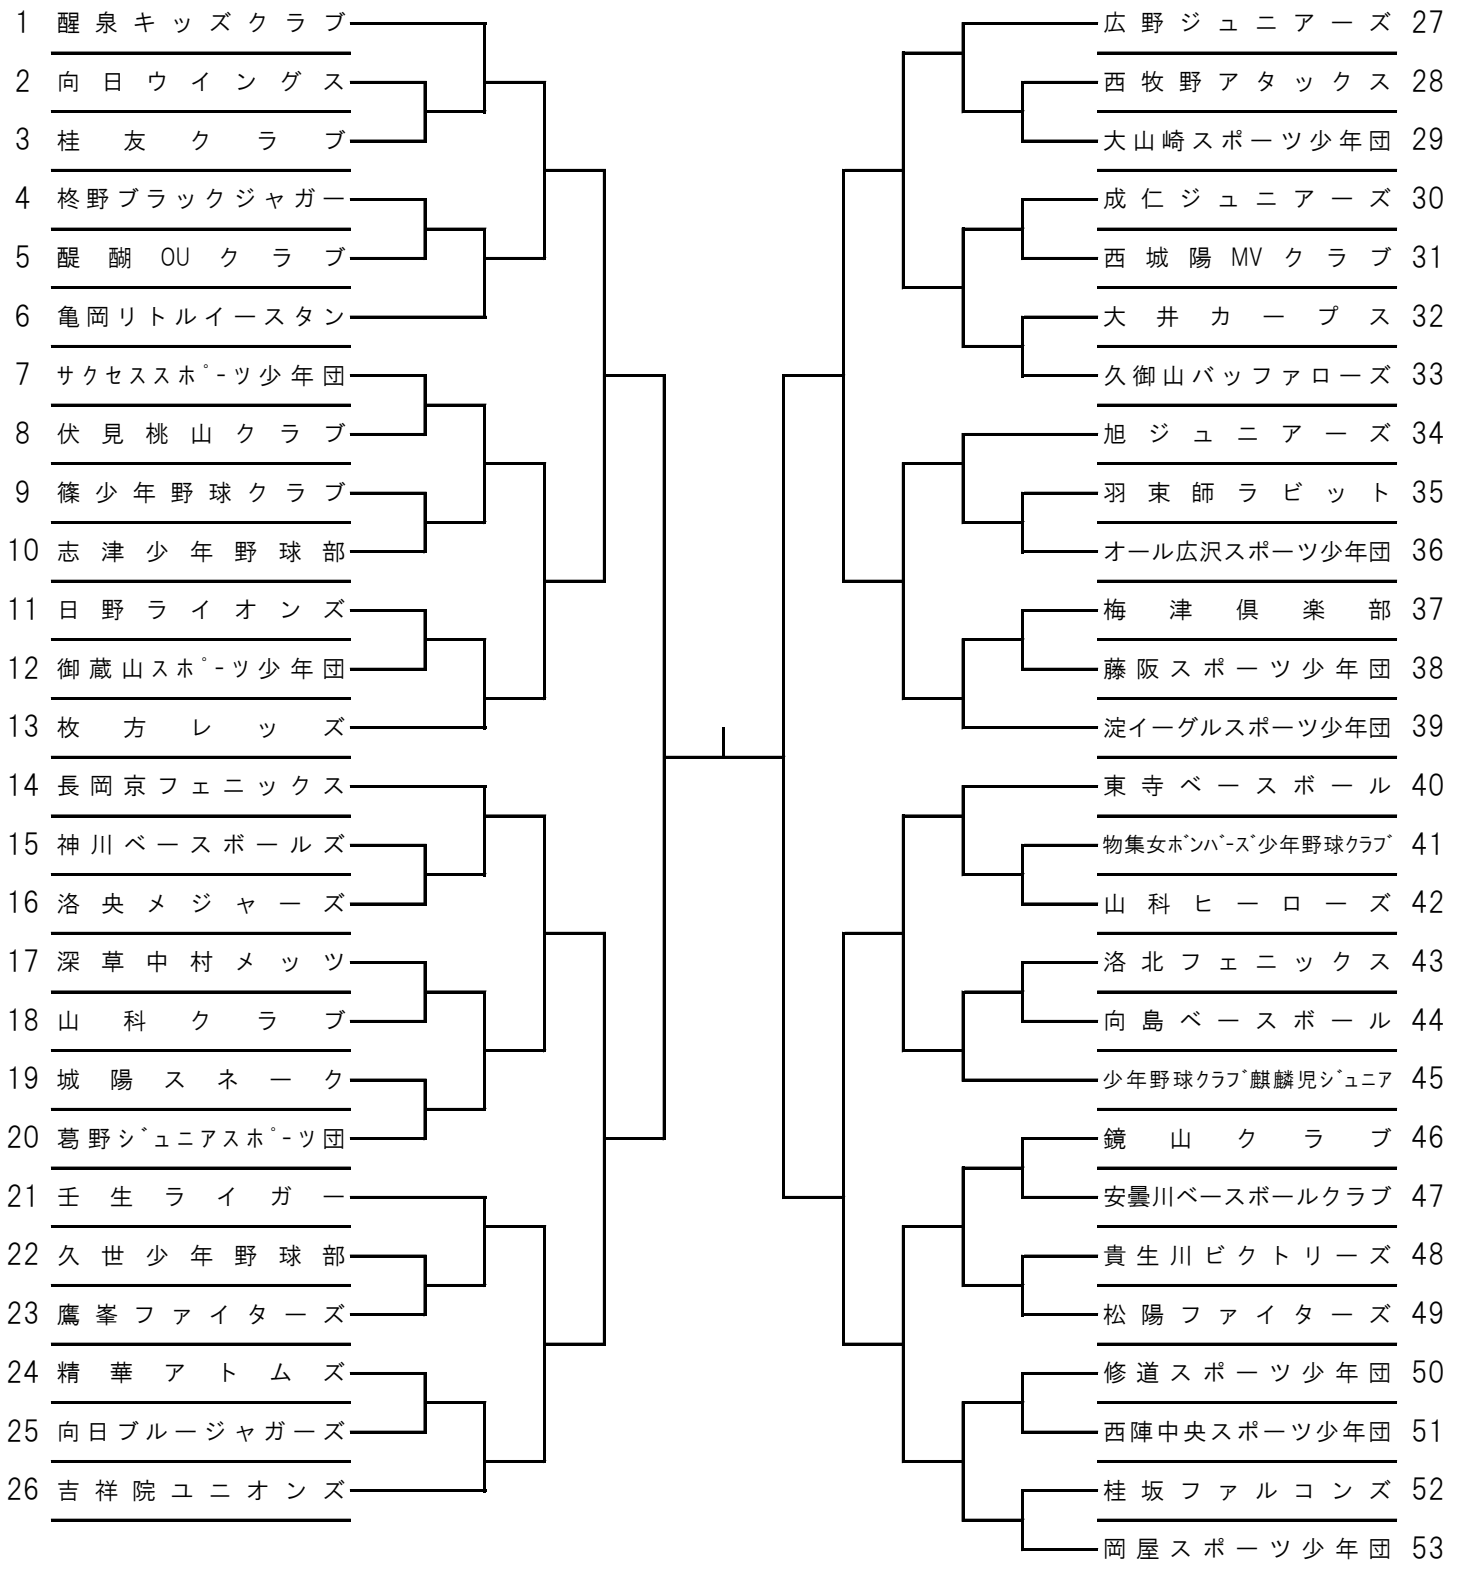 1 醒泉キッズクラブ
2 向日ウイングス
3 桂友クラブ
4 柊野ブラックジャガー
5 醍醐OUクラブ
6 亀岡リトルイースタン
7 サクセススポーツ少年団
8 伏見桃山クラブ
9 篠少年野球クラブ
10 志津少年野球部
11 日野ライオンズ
12 御蔵山スポーツ少年団
13 枚方レッズ
14 長岡京フェニックス
15 神川ベースボールズ
16 洛央メジャーズ
17 深草中村メッツ
18 山科クラブ
19 城陽スネーク
20 葛野ジュニアスポーツ団
21 壬生ライガー
22 久世少年野球部
23 鷹峯ファイターズ
24 精華アトムズ
25 向日ブルージャガーズ
26 吉祥院ユニオンズ
広野ジュニアーズ 27
西牧野アタックス 28
大山崎スポーツ少年団 29
成仁ジュニアーズ 30
西城陽MVクラブ 31
大井カープス 32
久御山バッファローズ 33
旭ジュニアーズ 34
羽束師ラビット 35
オール広沢スポーツ少年団 36
梅津倶楽部 37
藤阪スポーツ少年団 38
淀イーグルスポーツ少年団 39
東寺ベースボール 40
物集女ボンバーズ少年野球クラブ 41
山科ヒーローズ 42
洛北フェニックス 43
向島ベースボール 44
少年野球クラブ麒麟児ジュニア 45
鏡山クラブ 46
安曇川ベースボールクラブ 47
貴生川ビクトリーズ 48
松陽ファイターズ 49
修道スポーツ少年団 50
西陣中央スポーツ少年団 51
桂坂ファルコンズ 52
岡屋スポーツ少年団 53